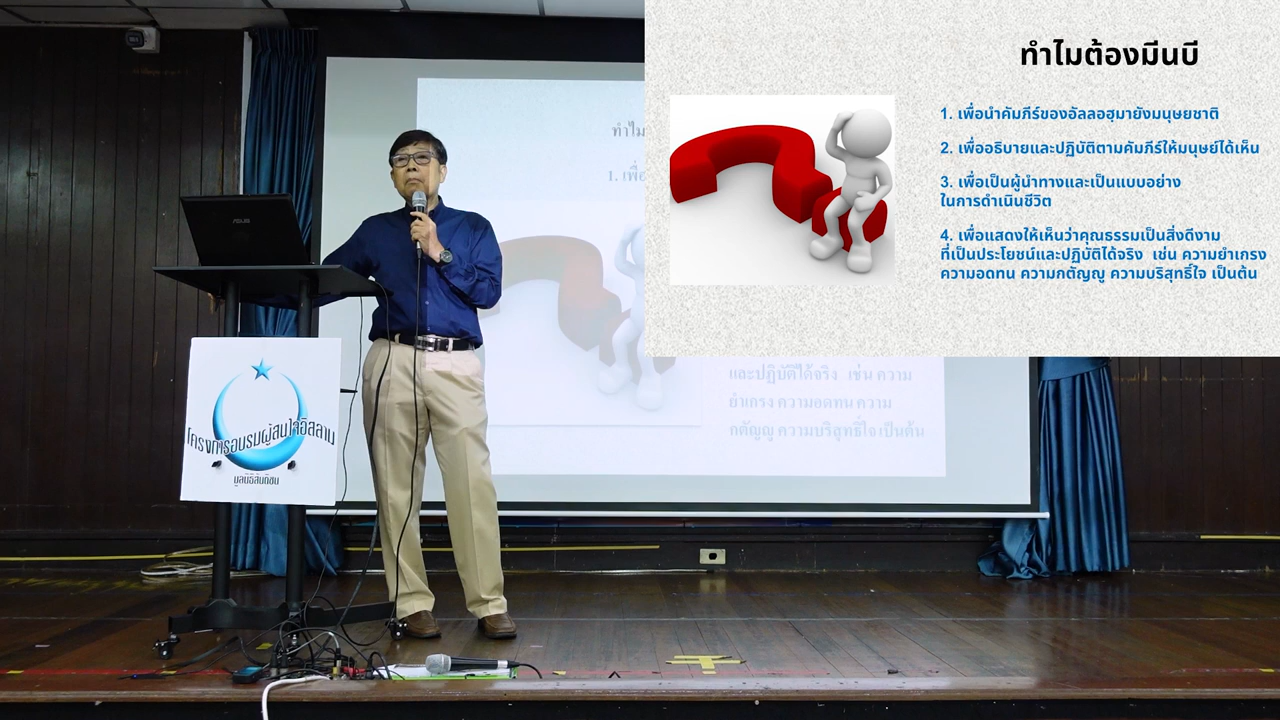 ทำไมต้องมีนบี
1. เพื่อนำคัมภีร์ของอัลลอฮฺมายังมนุษยชาติ
2. เพื่ออธิบายและปฏิบัติตามคัมภีร์ให้มนุษย์ได้เห็น
3. เพื่อเป็นผู้นำทางและเป็นแบบอย่าง
ในการดำเนินชีวิต
4. เพื่อแสดงให้เห็นว่าคุณธรรมเป็นสิ่งดีงาม
ที่เป็นประโยชน์และปฏิบัติได้จริง เช่น ความยำเกรง
ความอดทน ความกตัญญู ความบริสุทธิ์ใจ เป็นต้น
ทำไม
1. เพื่อ
และปฏิบัติได้จริง เช่น ความ
ยำเกรง ความอดทน ความ
กตัญญู ความบริสุทธิ์ใจ เป็นต้น
ASUS
โครงการอบรมผู้สนใจอิสลาม
มูลนิธิสันติชน